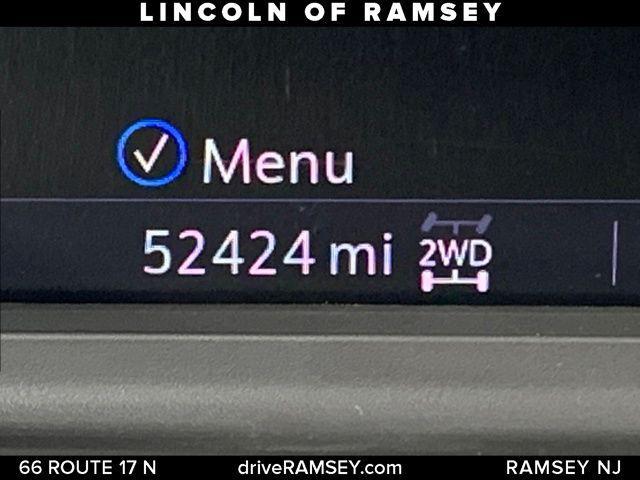 LINCOLN OF RAMSEY
Menu
52424 mi 2WD
66 ROUTE 17 N driveRAMSEY.com RAMSEY NJ